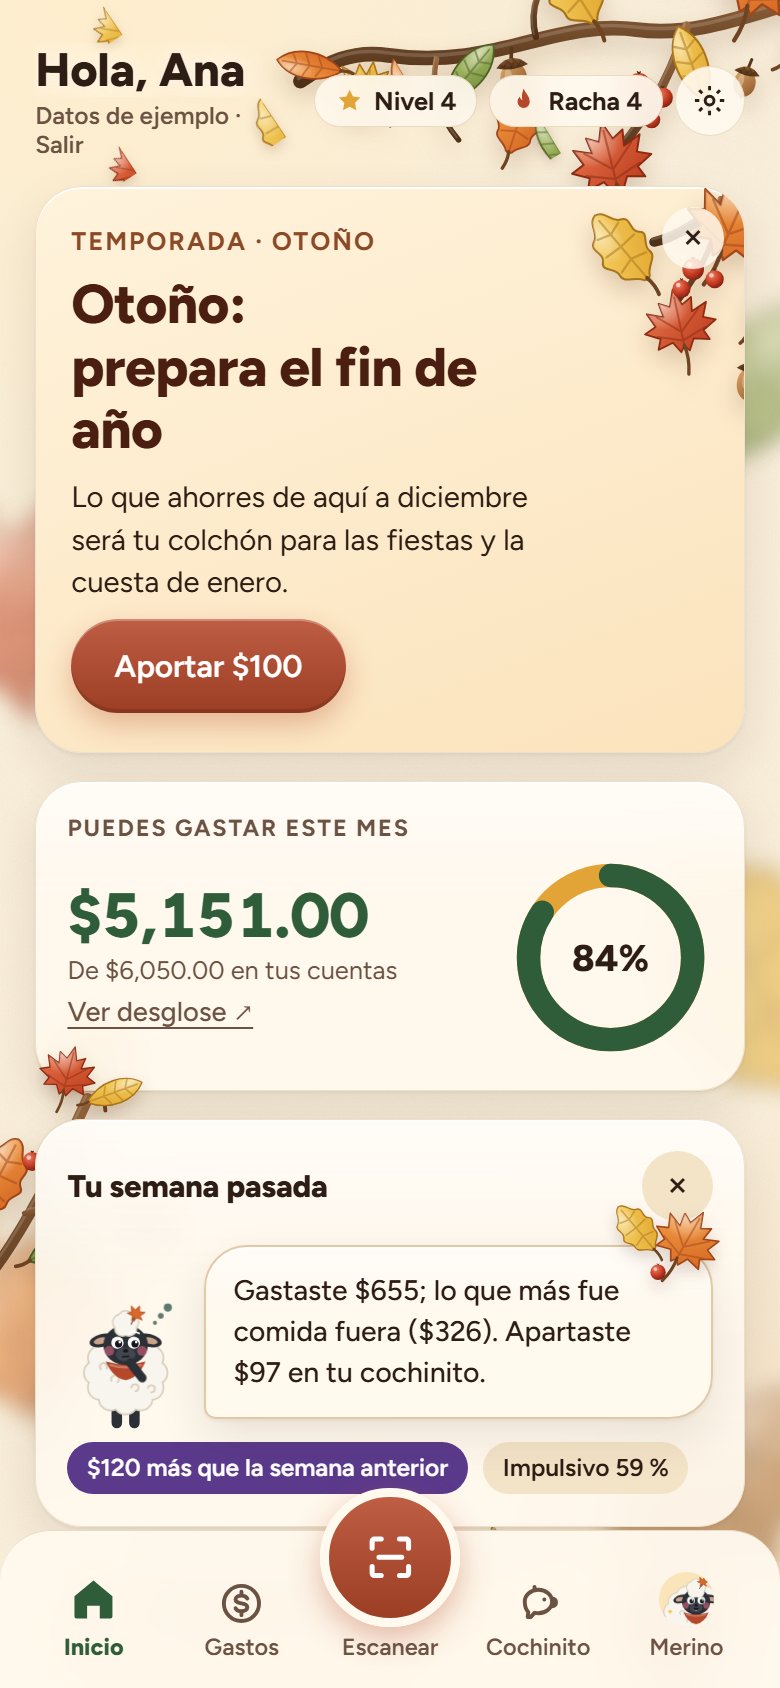 Hola, Ana
Datos de ejemplo ·
Salir
Nivel 4
Racha 4
TEMPORADA · OTOÑO
Otoño:
prepara el fin de
año
Lo que ahorres de aquí a diciembre
será tu colchón para las fiestas y la
cuesta de enero.
Aportar $100
PUEDES GASTAR ESTE MES
$5,151.00
De $6,050.00 en tus cuentas
Ver desglose ↗
84%
Tu semana pasada
Gastaste $655; lo que más fue
comida fuera ($326). Apartaste
$97 en tu cochinito.
$120 más que la semana anterior
Impulsivo 59 %
Inicio
Gastos
Escanear
Cochinito
Merino